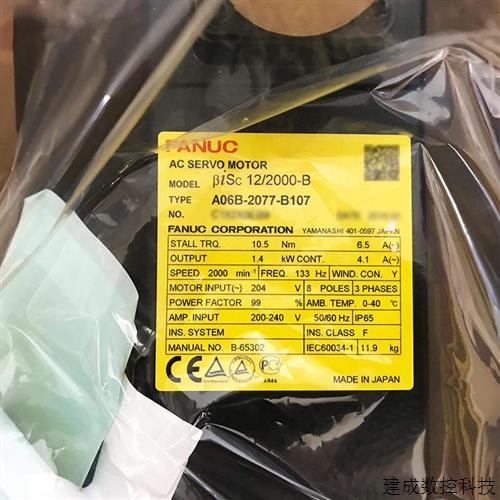 FANUC
AC SERVO MOTOR
MODEL βiSc 12/2000-B
TYPE A06B-2077-B107
NO. DATE
FANUC CORPORATION YAMANASHI 401-0597 JAPAN
STALL TRQ. 10.5 Nm 6.5 A(~)
OUTPUT 1.4 kW CONT. 4.1 A(~)
SPEED 2000 min⁻¹ FREQ. 133 Hz WIND. CON. Y
MOTOR INPUT(~) 204 V 8 POLES 3 PHASES
POWER FACTOR 99 % AMB. TEMP. 0-40 ℃
AMP. INPUT 200-240 V 50/60 Hz IP65
INS. SYSTEM INS. CLASS F
MANUAL NO. B-65302 IEC60034-1 11.9 kg
CE
MADE IN JAPAN
建成数控科技